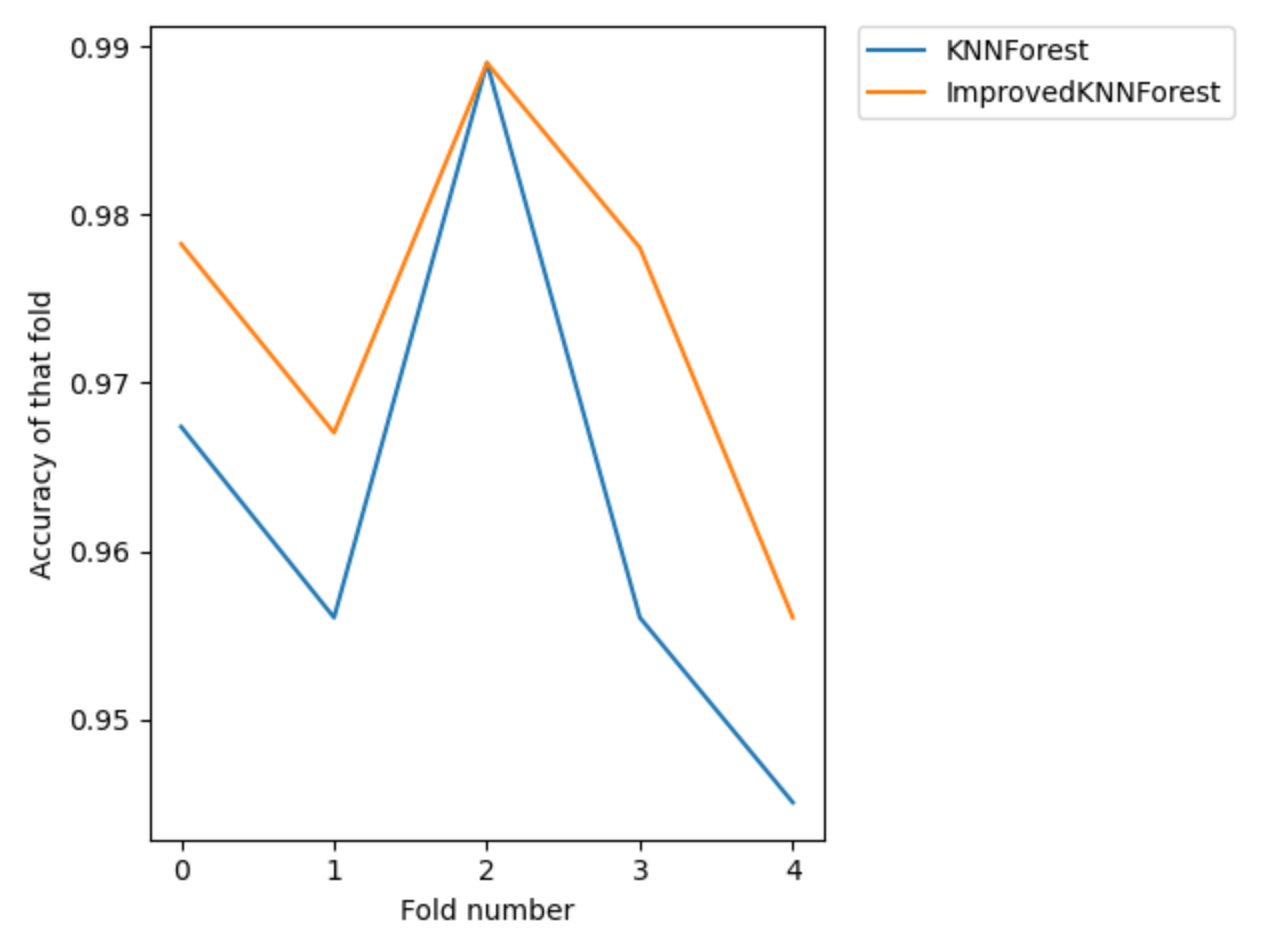 0.99
0.98
0.97
0.96
0.95
Accuracy of that fold
0 1 2 3 4
Fold number
KNNForest
ImprovedKNNForest